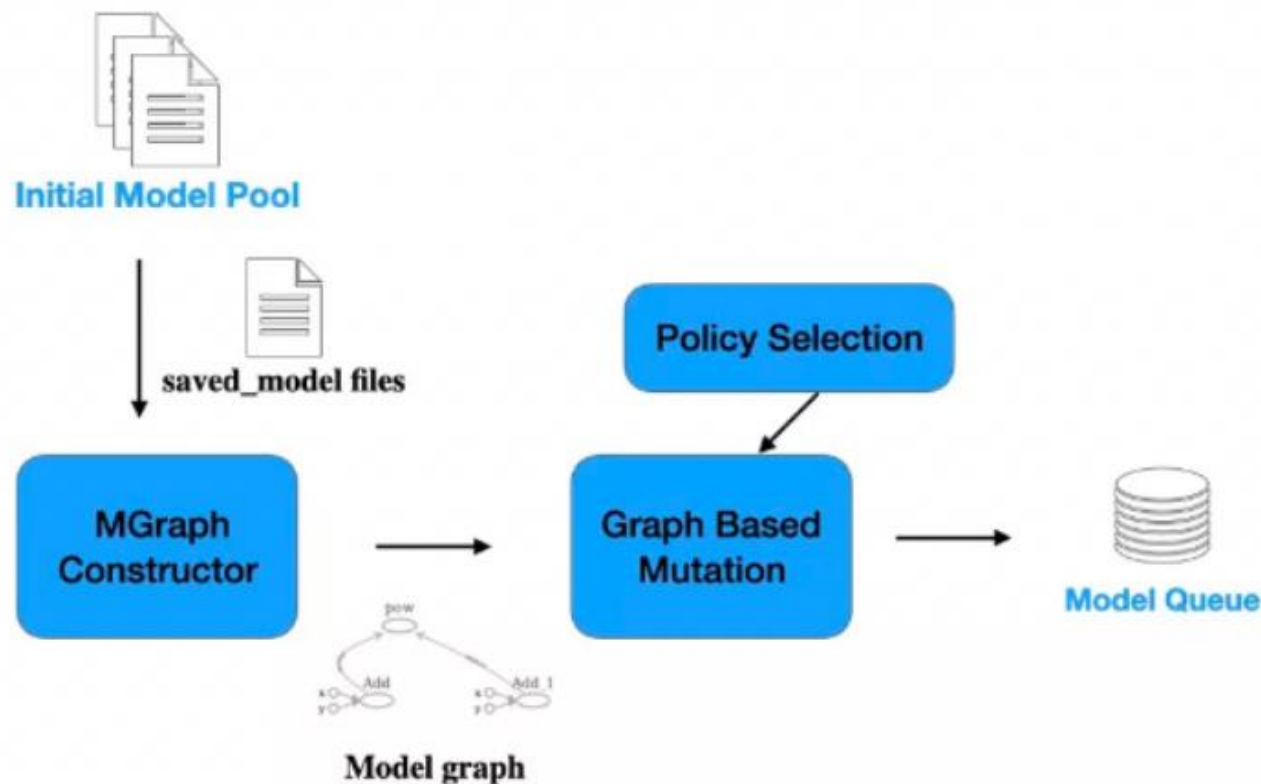 Initial Model Pool
saved_model files
Policy Selection
MGraph
Constructor
Graph Based
Mutation
Model Queue
pow
Add
Add_1
x
y
x
y
Model graph